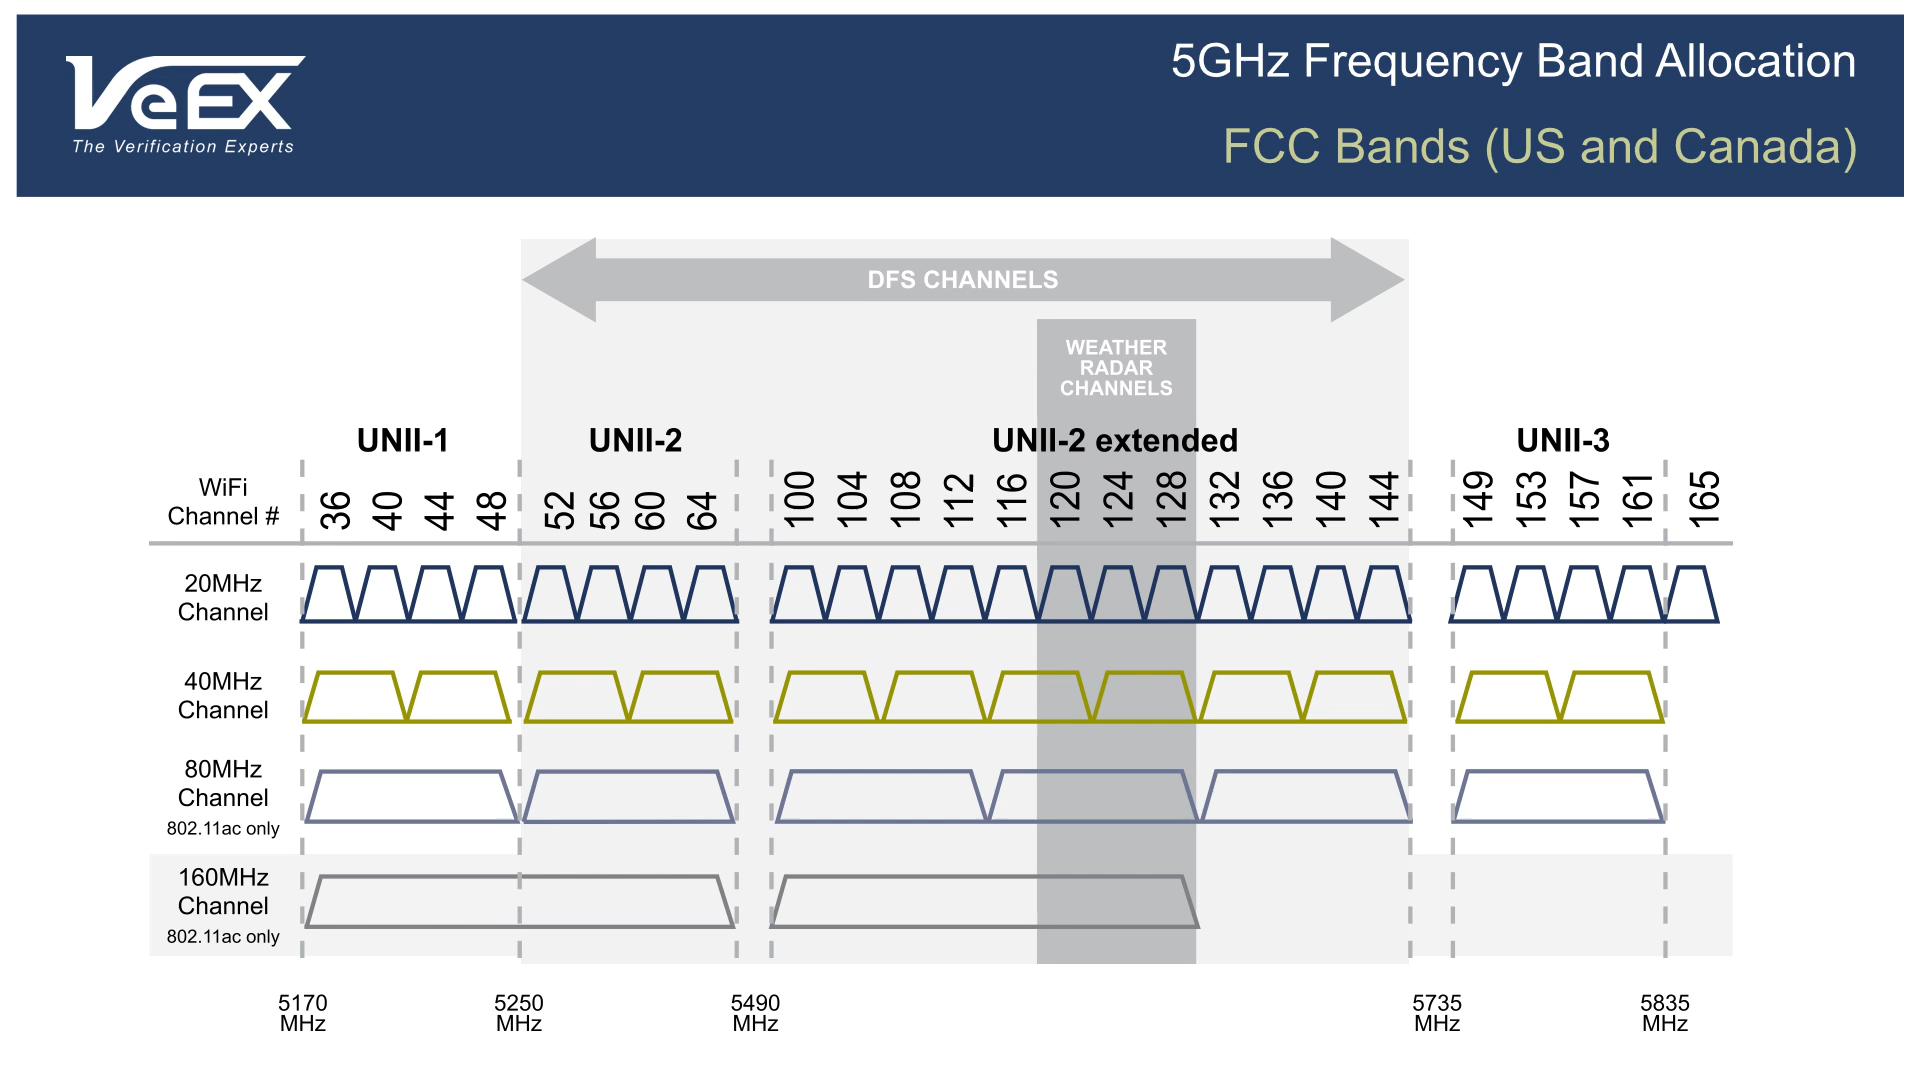 VeEX
The Verification Experts
5GHz Frequency Band Allocation
FCC Bands (US and Canada)
DFS CHANNELS
WEATHER
RADAR
CHANNELS
UNII-1
UNII-2
UNII-2 extended
UNII-3
WiFi
Channel #
36
40
44
48
52
56
60
64
100
104
108
112
116
120
124
128
132
136
140
144
149
153
157
161
165
20MHz
Channel
40MHz
Channel
80MHz
Channel
802.11ac only
160MHz
Channel
802.11ac only
5170
MHz
5250
MHz
5490
MHz
5735
MHz
5835
MHz